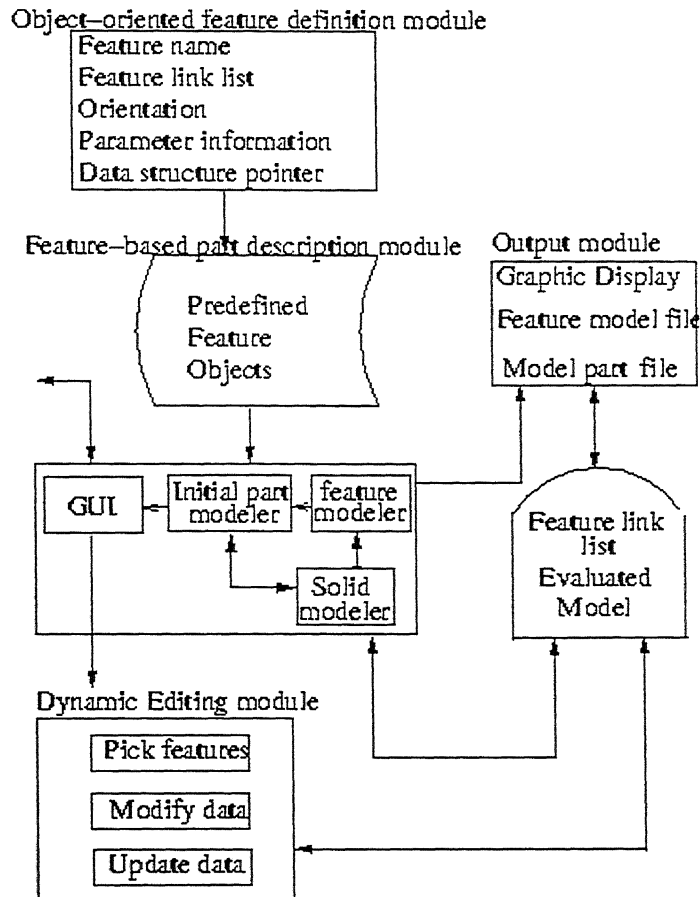 Object-oriented feature definition module
Feature name
Feature link list
Orientation
Parameter information
Data structure pointer
Feature-based part description module
Predefined
Feature
Objects
Output module
Graphic Display
Feature model file
Model part file
GUI
Initial part
modeler
feature
modeler
Solid
modeler
Feature link
list
Evaluated
Model
Dynamic Editing module
Pick features
Modify data
Update data